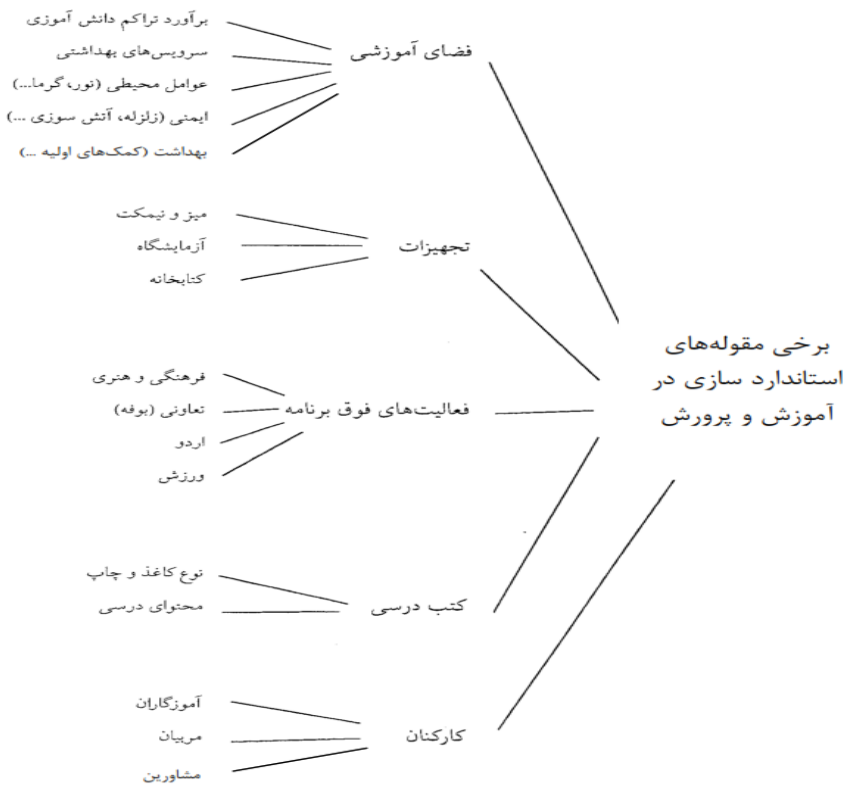 برخی مقوله‌های
استاندارد سازی در
آموزش و پرورش
فضای آموزشی
برآورد تراکم دانش آموزی
سرویس‌های بهداشتی
عوامل محیطی (نور، گرما...)
ایمنی (زلزله، آتش سوزی ...)
بهداشت (کمک‌های اولیه ...)
تجهیزات
میز و نیمکت
آزمایشگاه
کتابخانه
فعالیت‌های فوق برنامه
فرهنگی و هنری
تعاونی (بوفه)
اردو
ورزش
کتب درسی
نوع کاغذ و چاپ
محتوای درسی
کارکنان
آموزگاران
مربیان
مشاورین